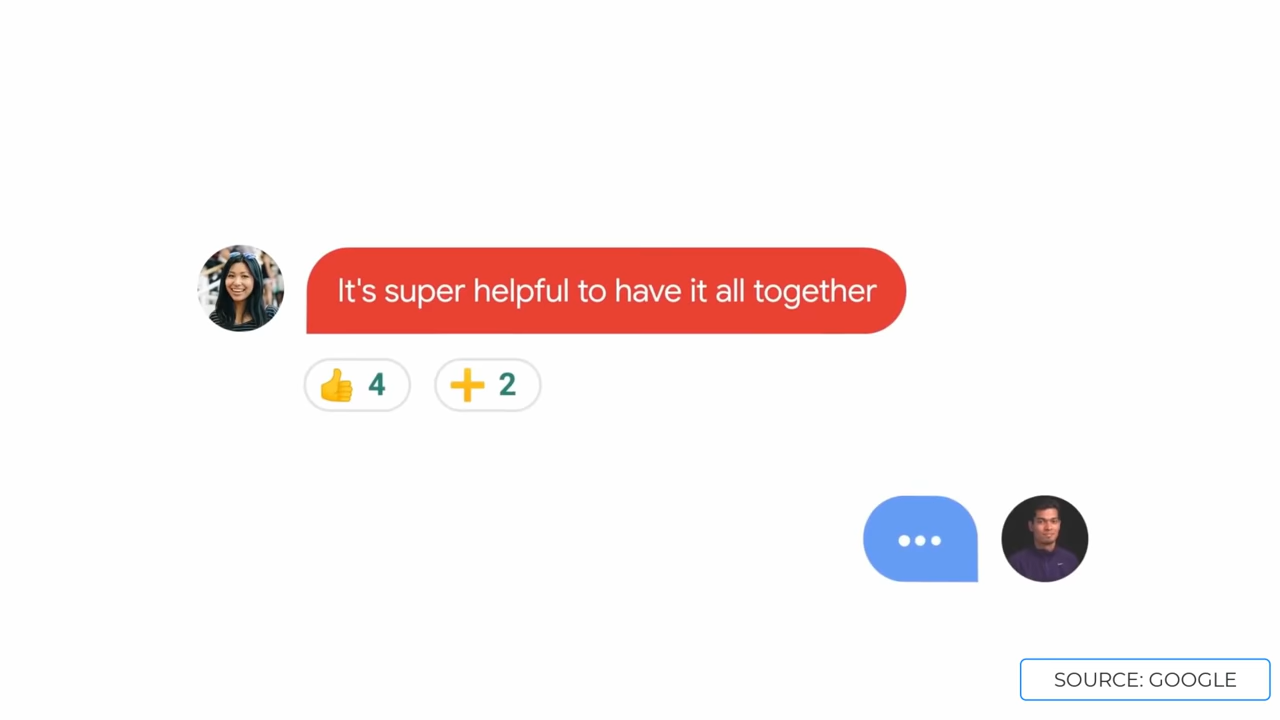 It's super helpful to have it all together
👍 4 ➕ 2
SOURCE: GOOGLE